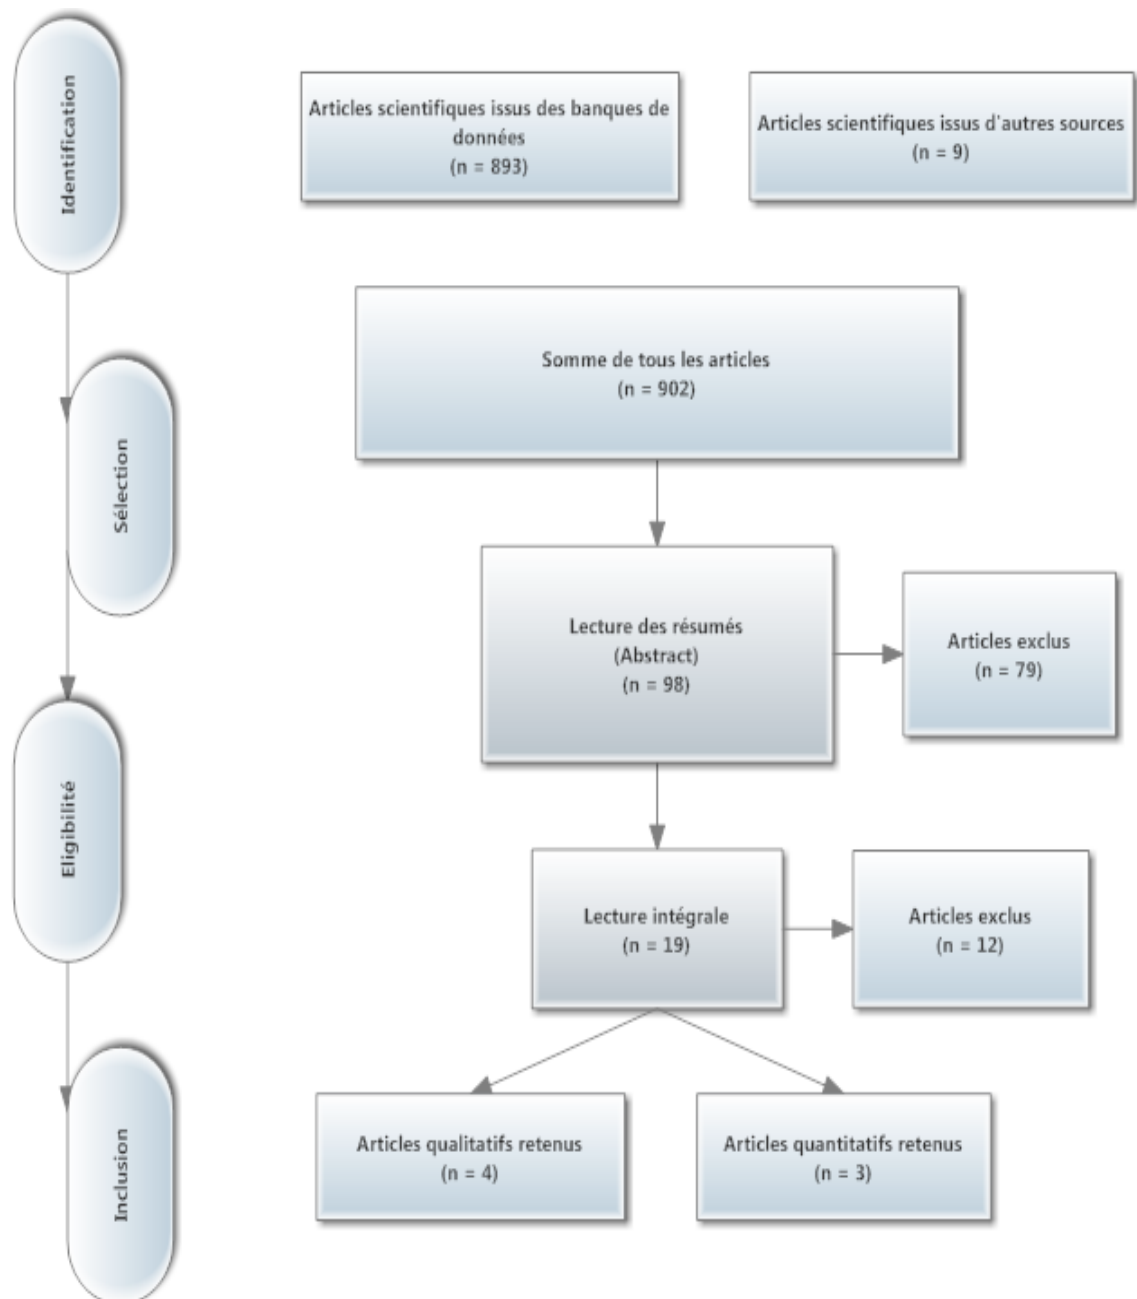 Identification
Articles scientifiques issus des banques de
données
(n = 893)
Articles scientifiques issus d'autres sources
(n = 9)
Somme de tous les articles
(n = 902)
Sélection
Lecture des résumés
(Abstract)
(n = 98)
Articles exclus
(n = 79)
Eligibilité
Lecture intégrale
(n = 19)
Articles exclus
(n = 12)
Inclusion
Articles qualitatifs retenus
(n = 4)
Articles quantitatifs retenus
(n = 3)